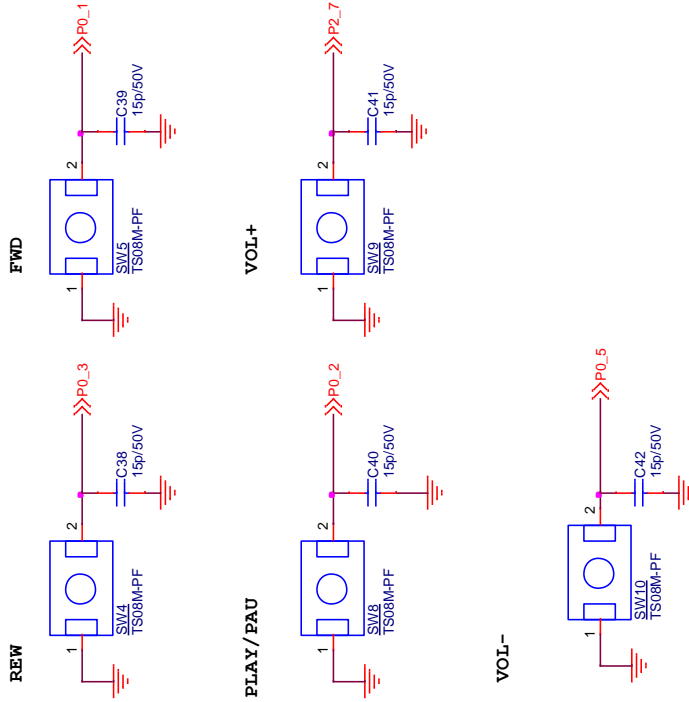 REW
1
2
SW4
TS08M-PF
C38
15p/50V
P0_3
FWD
1
2
SW5
TS08M-PF
C39
15p/50V
P0_1
PLAY/PAU
1
2
SW8
TS08M-PF
C40
15p/50V
P0_2
VOL+
1
2
SW9
TS08M-PF
C41
15p/50V
P2_7
VOL-
1
2
SW10
TS08M-PF
C42
15p/50V
P0_5